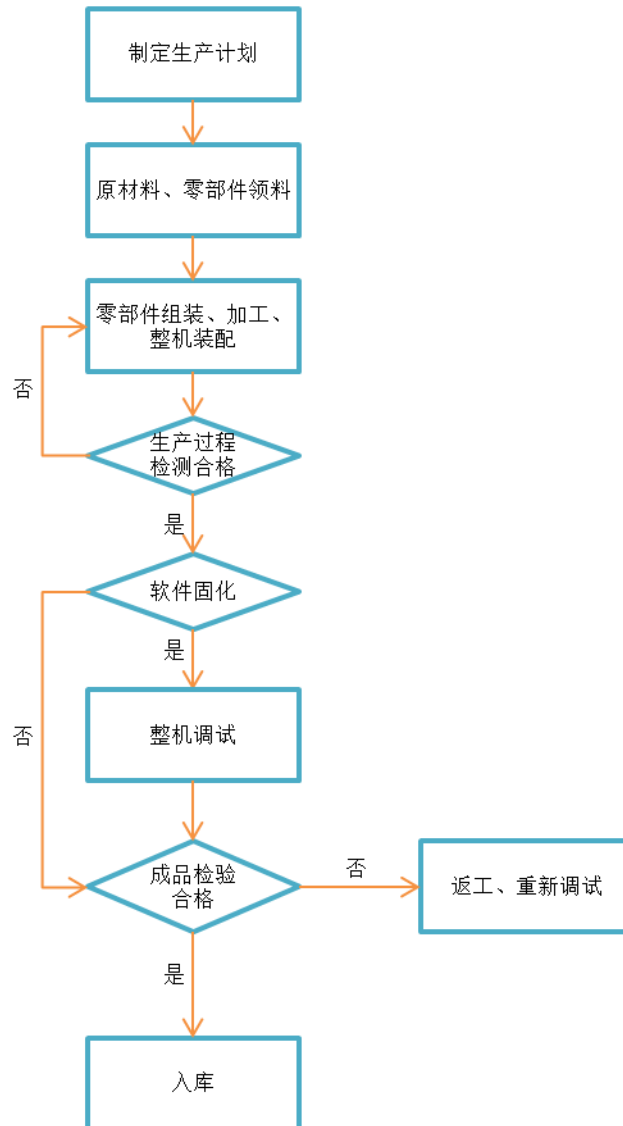 制定生产计划
原材料、零部件领料
零部件组装、加工、
整机装配
否
生产过程
检测合格
是
软件固化
是
否
整机调试
成品检验
合格
否
返工、重新调试
是
入库